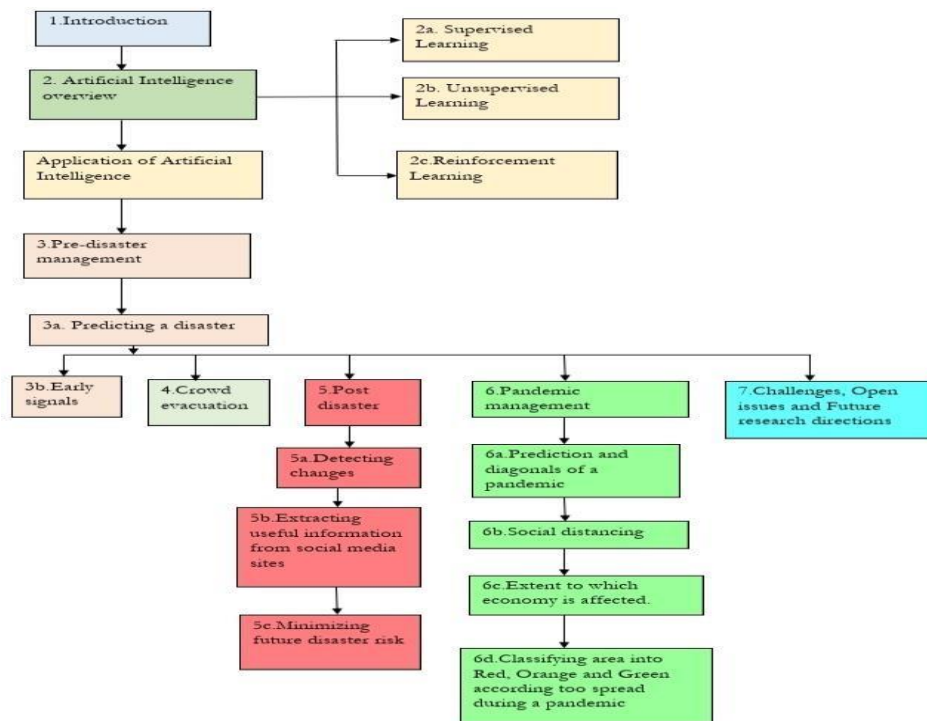 1.Introduction
2. Artificial Intelligence
overview
2a. Supervised
Learning
2b. Unsupervised
Learning
2c.Reinforcement
Learning
Application of Artificial
Intelligence
3.Pre-disaster
management
3a. Predicting a disaster
3b.Early
signals
4.Crowd
evacuation
5.Post
disaster
6.Pandemic
management
7.Challenges, Open
issues and Future
research directions
5a.Detecting
changes
5b.Extracting
useful information
from social media
sites
5c.Minimizing
future disaster risk
6a.Prediction and
diagonals of a
pandemic
6b.Social distancing
6c.Extent to which
economy is affected.
6d.Classifying area into
Red, Orange and Green
according too spread
during a pandemic